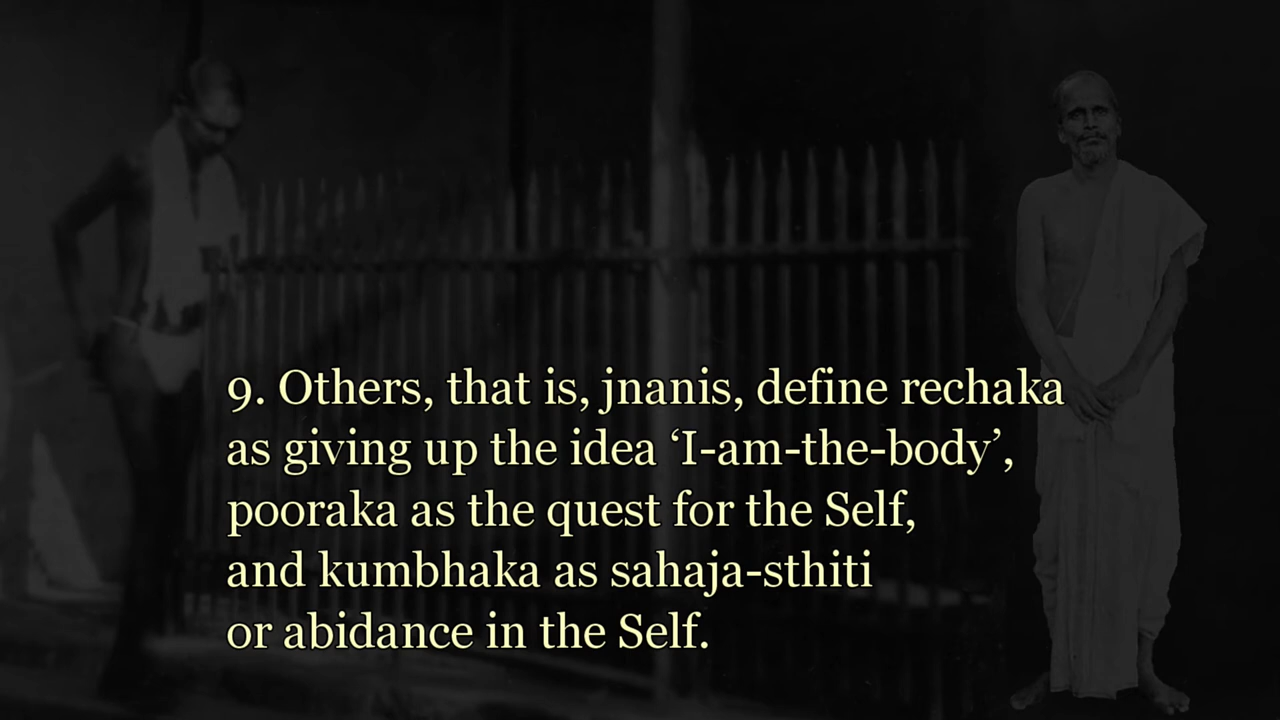 9. Others, that is, jnanis, define rechaka
as giving up the idea ‘I-am-the-body’,
pooraka as the quest for the Self,
and kumbhaka as sahaja-sthiti
or abidance in the Self.